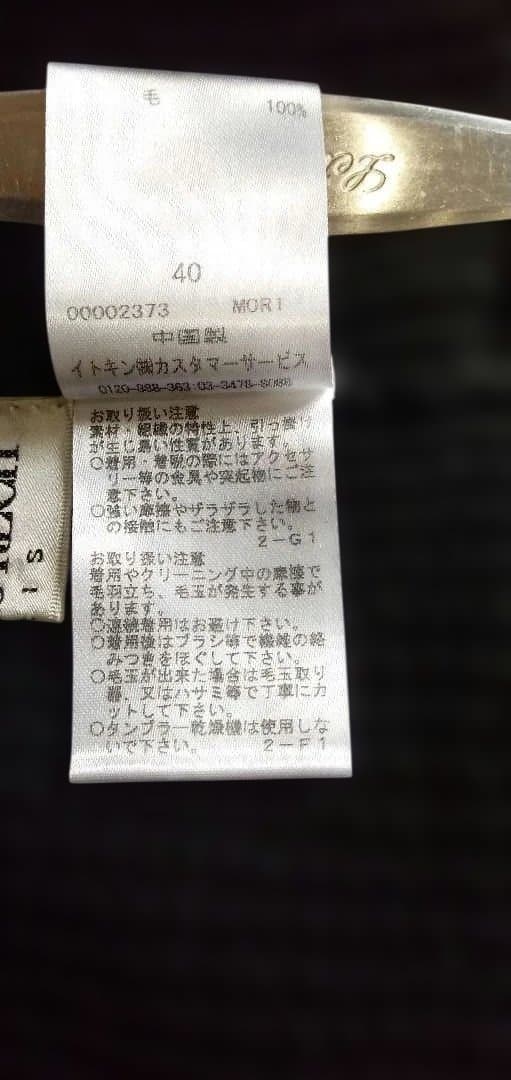 毛 100%
40
00002373 MORI
中国製
イトキン㈱カスタマーサービス
0120-888-363 03-3478-8088
お取り扱い注意
素材、組織の特性上、引っ掛け
が生じ易い性質があります。
○着用、着脱の際にはアクセサ
リー等の金具や突起物にご注
意下さい。
○強い摩擦やザラザラした物と
の接触にもご注意下さい。
2-G1
お取り扱い注意
着用やクリーニング中の摩擦で
毛羽立ち、毛玉が発生する事が
あります。
○連続着用はお避け下さい。
○着用後はブラシ等で繊維の絡
みつきをほぐして下さい。
○毛玉が出来た場合は毛玉取り
器、又はハサミ等で丁寧にカ
ットして下さい。
○タンブラー乾燥機は使用しな
いで下さい。 2-F1
I S